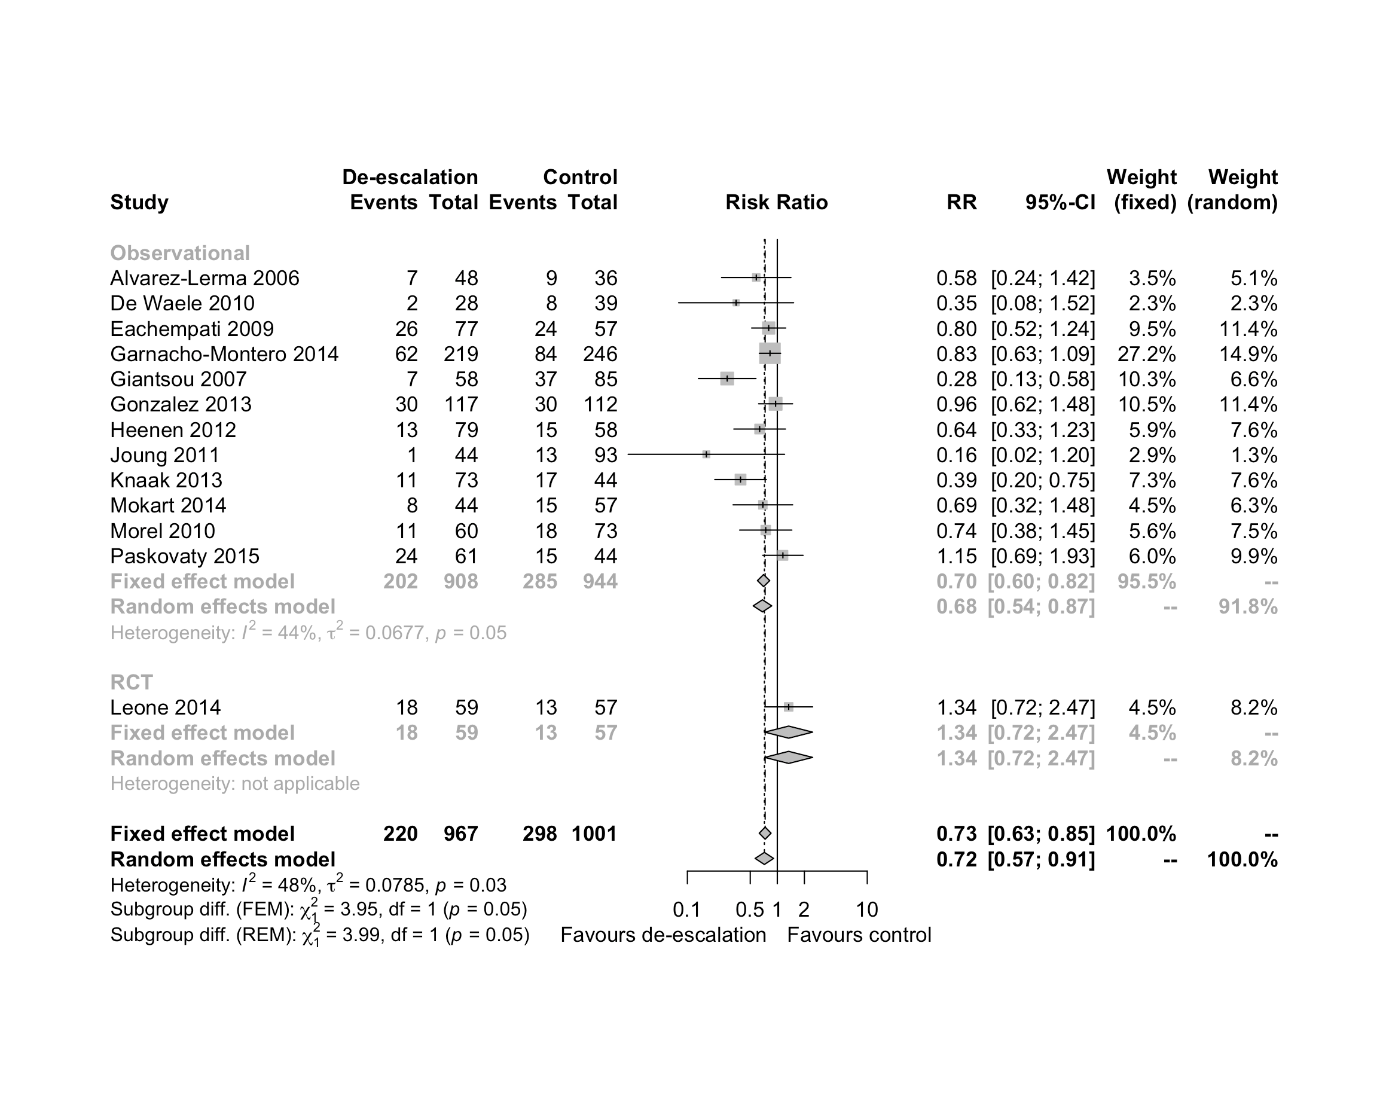 De-escalation Control Weight Weight
Study Events Total Events Total Risk Ratio RR 95%-CI (fixed) (random)
Observational
Alvarez-Lerma 2006 7 48 9 36 0.58 [0.24; 1.42] 3.5% 5.1%
De Waele 2010 2 28 8 39 0.35 [0.08; 1.52] 2.3% 2.3%
Eachempati 2009 26 77 24 57 0.80 [0.52; 1.24] 9.5% 11.4%
Garnacho-Montero 2014 62 219 84 246 0.83 [0.63; 1.09] 27.2% 14.9%
Giantsou 2007 7 58 37 85 0.28 [0.13; 0.58] 10.3% 6.6%
Gonzalez 2013 30 117 30 112 0.96 [0.62; 1.48] 10.5% 11.4%
Heenen 2012 13 79 15 58 0.64 [0.33; 1.23] 5.9% 7.6%
Joung 2011 1 44 13 93 0.16 [0.02; 1.20] 2.9% 1.3%
Knaak 2013 11 73 17 44 0.39 [0.20; 0.75] 7.3% 7.6%
Mokart 2014 8 44 15 57 0.69 [0.32; 1.48] 4.5% 6.3%
Morel 2010 11 60 18 73 0.74 [0.38; 1.45] 5.6% 7.5%
Paskovaty 2015 24 61 15 44 1.15 [0.69; 1.93] 6.0% 9.9%
Fixed effect model 202 908 285 944 0.70 [0.60; 0.82] 95.5% --
Random effects model 0.68 [0.54; 0.87] -- 91.8%
Heterogeneity: I² = 44%, τ² = 0.0677, p = 0.05
RCT
Leone 2014 18 59 13 57 1.34 [0.72; 2.47] 4.5% 8.2%
Fixed effect model 18 59 13 57 1.34 [0.72; 2.47] 4.5% --
Random effects model 1.34 [0.72; 2.47] -- 8.2%
Heterogeneity: not applicable
Fixed effect model 220 967 298 1001 0.73 [0.63; 0.85] 100.0% --
Random effects model 0.72 [0.57; 0.91] -- 100.0%
Heterogeneity: I² = 48%, τ² = 0.0785, p = 0.03
Subgroup diff. (FEM): χ₁² = 3.95, df = 1 (p = 0.05) 0.1 0.5 1 2 10
Subgroup diff. (REM): χ₁² = 3.99, df = 1 (p = 0.05) Favours de-escalation Favours control